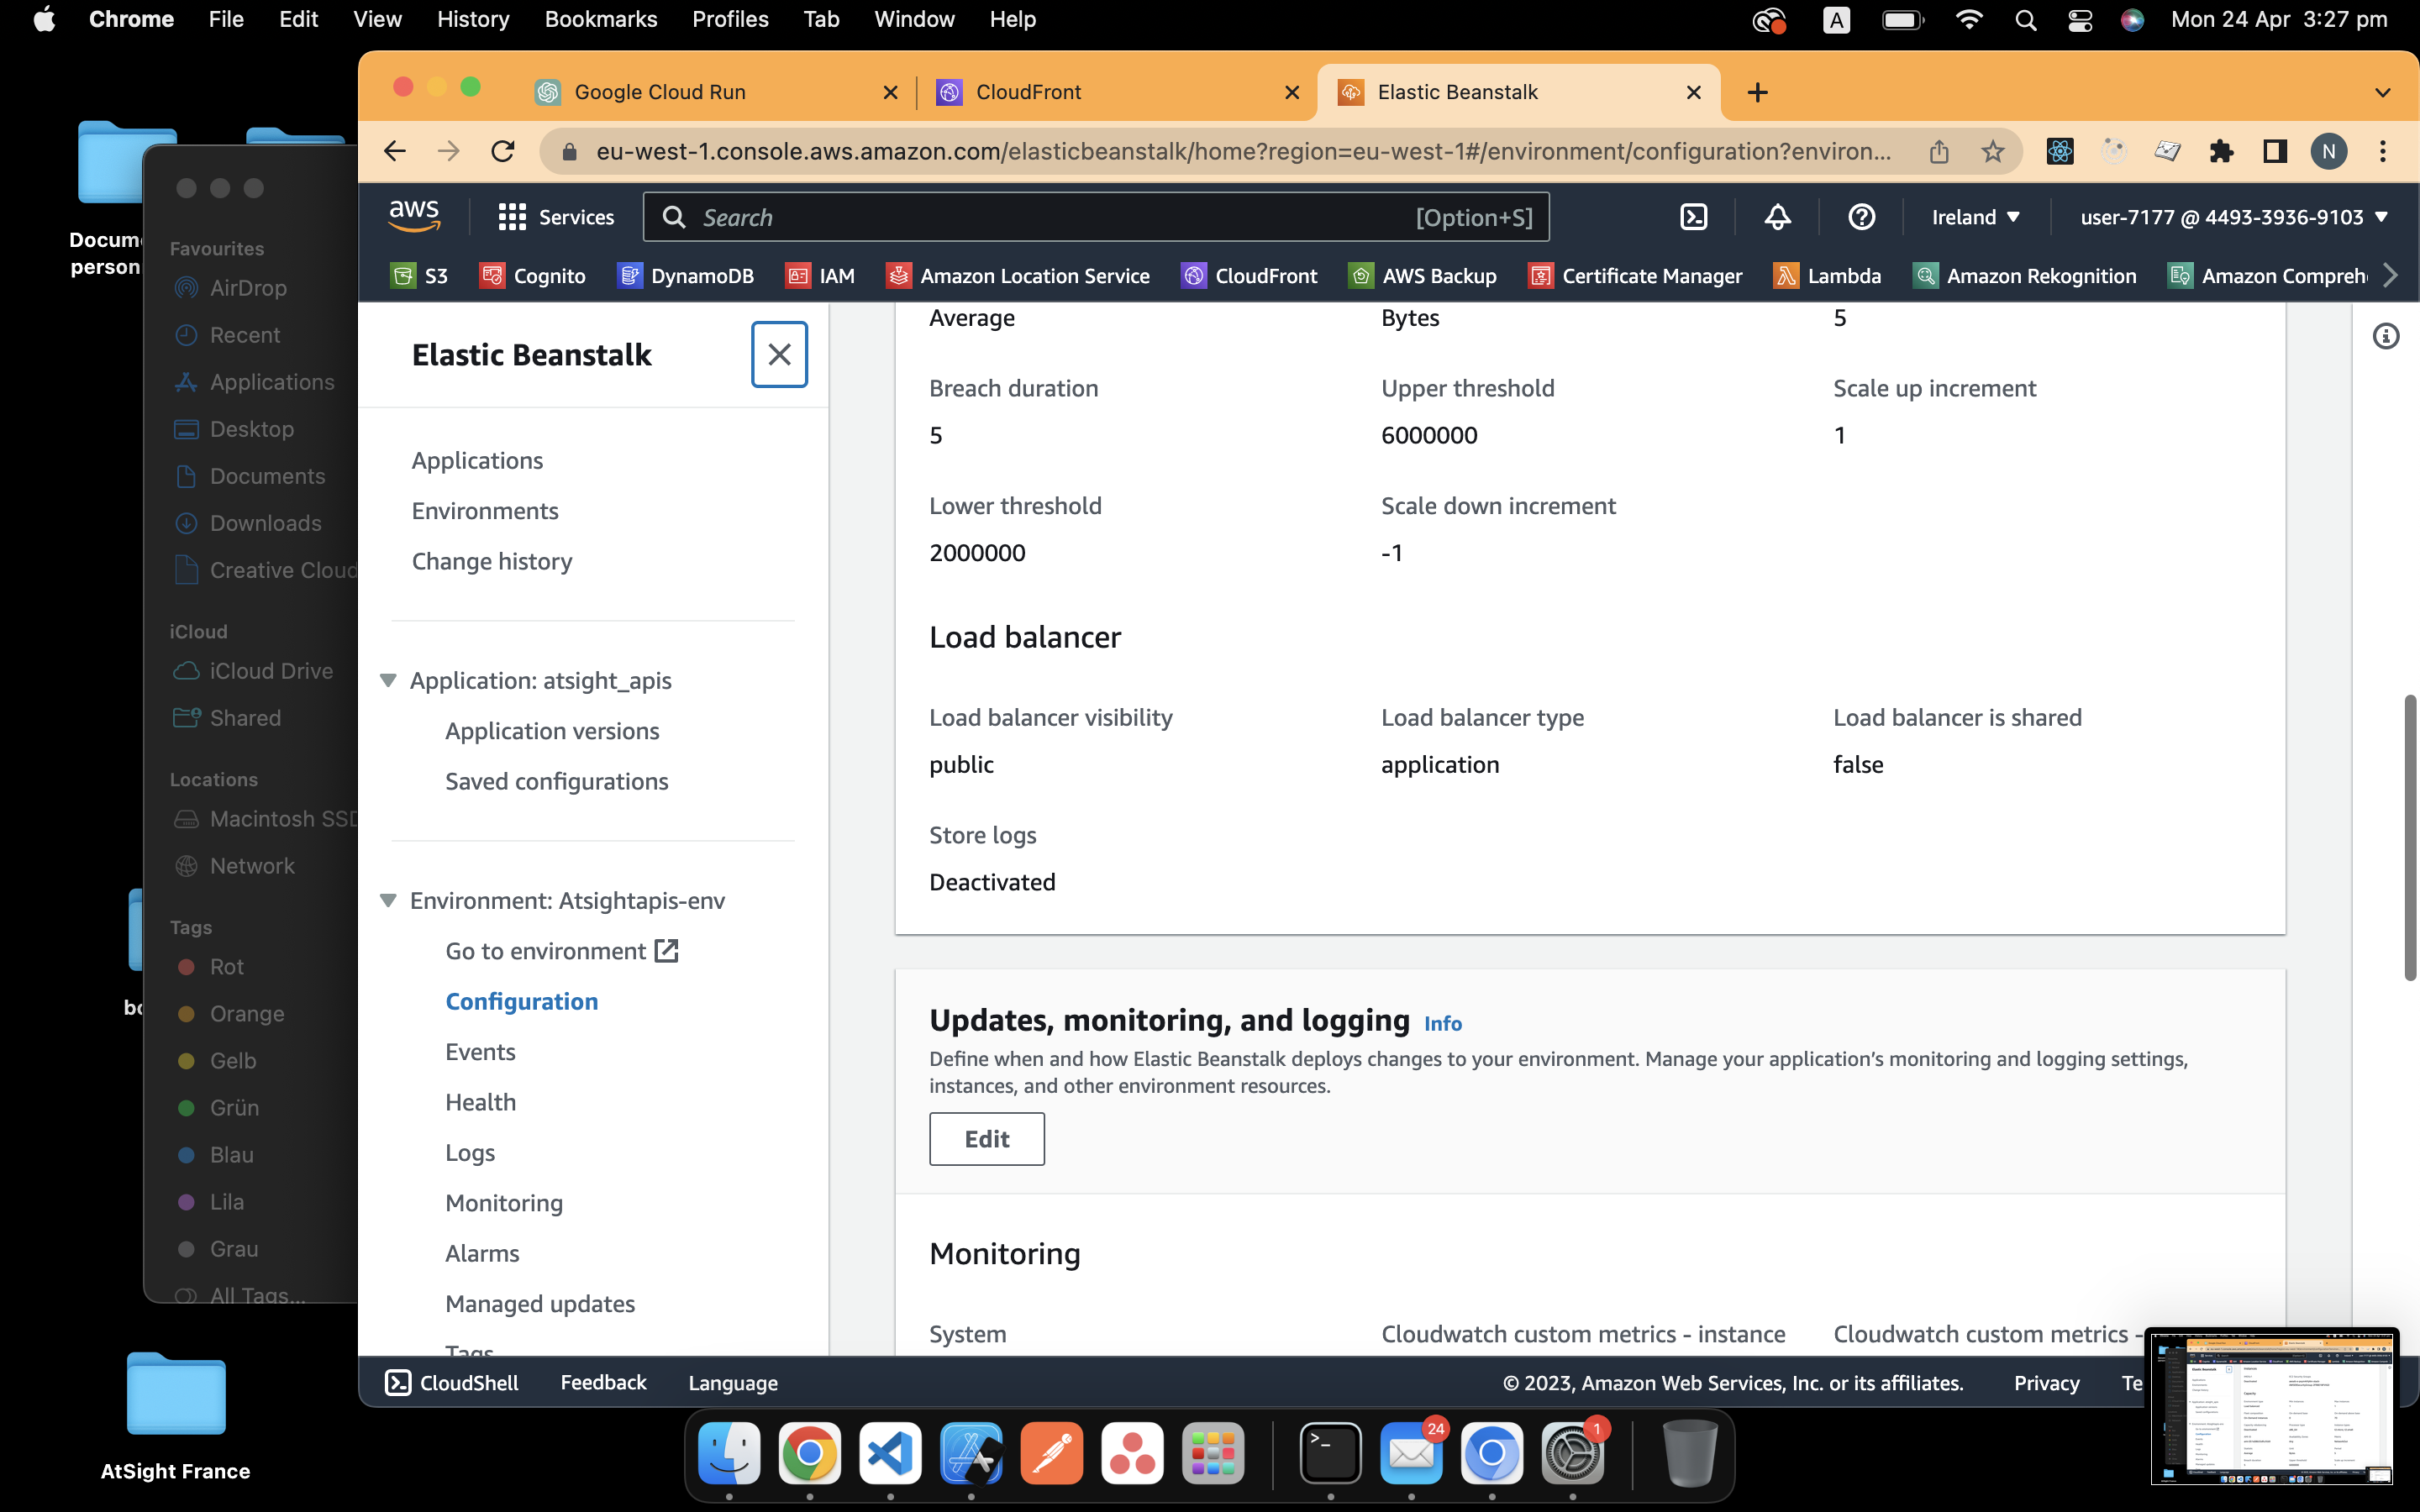 Chrome File Edit View History Bookmarks Profiles Tab Window Help
A
Mon 24 Apr 3:27 pm
Google Cloud Run
CloudFront
Elastic Beanstalk
eu-west-1.console.aws.amazon.com/elasticbeanstalk/home?region=eu-west-1#/environment/configuration?environ...
N
aws
Services
Search
[Option+S]
Ireland
user-7177 @ 4493-3936-9103
S3
Cognito
DynamoDB
IAM
Amazon Location Service
CloudFront
AWS Backup
Certificate Manager
Lambda
Amazon Rekognition
Amazon Compreh
Docum
person
Favourites
AirDrop
Recent
Applications
Desktop
Documents
Downloads
Creative Cloud
iCloud
iCloud Drive
Shared
Locations
Macintosh SSD
Network
Tags
Rot
Orange
Gelb
Grün
Blau
Lila
Grau
All Tags...
AtSight France
Elastic Beanstalk
Applications
Environments
Change history
Application: atsight_apis
Application versions
Saved configurations
Environment: Atsightapis-env
Go to environment
Configuration
Events
Health
Logs
Monitoring
Alarms
Managed updates
Tags
Average
Bytes
5
Breach duration
Upper threshold
Scale up increment
5
6000000
1
Lower threshold
Scale down increment
2000000
-1
Load balancer
Load balancer visibility
Load balancer type
Load balancer is shared
public
application
false
Store logs
Deactivated
Updates, monitoring, and logging Info
Define when and how Elastic Beanstalk deploys changes to your environment. Manage your application's monitoring and logging settings,
instances, and other environment resources.
Edit
Monitoring
System
Cloudwatch custom metrics - instance
Cloudwatch custom metrics -
CloudShell
Feedback
Language
© 2023, Amazon Web Services, Inc. or its affiliates.
Privacy
Te
24
1